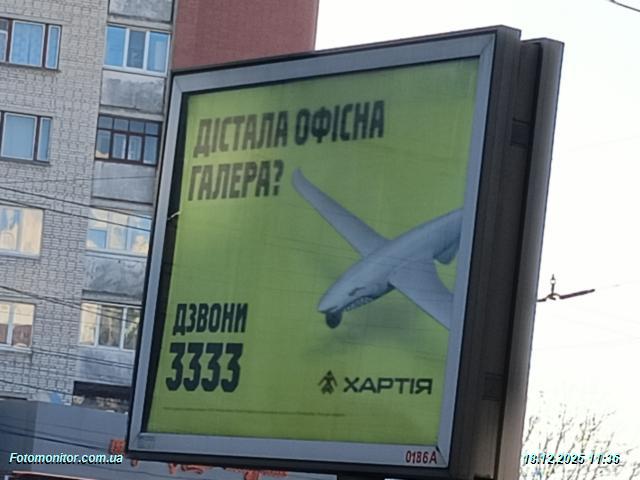 ДІСТАЛА ОФІСНА
ГАЛЕРА?
ДЗВОНИ
3333
ХАРТІЯ
0186А
Fotomonitor.com.ua
18.12.2025 11:36